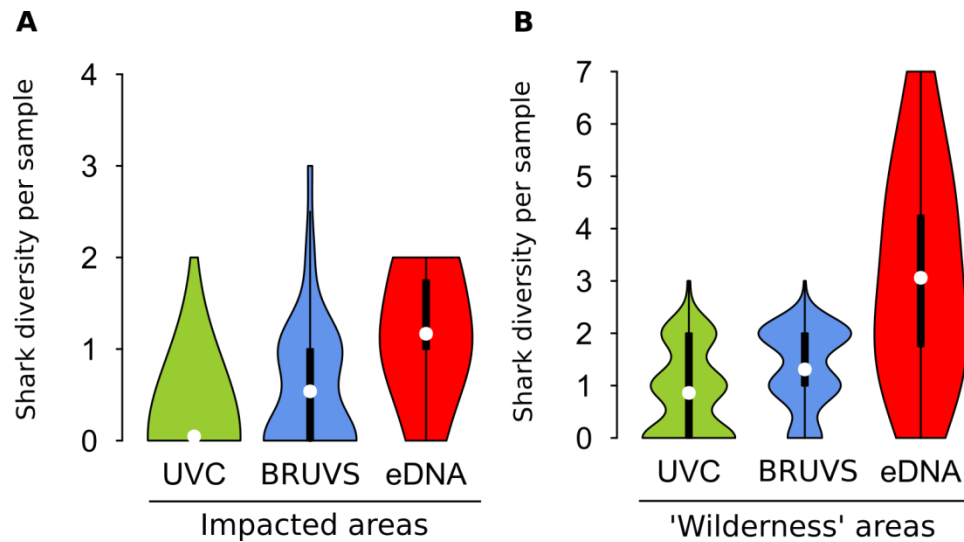 A
Shark diversity per sample
4
3
2
1
0
UVC BRUVS eDNA
Impacted areas
B
Shark diversity per sample
7
6
5
4
3
2
1
0
UVC BRUVS eDNA
'Wilderness' areas